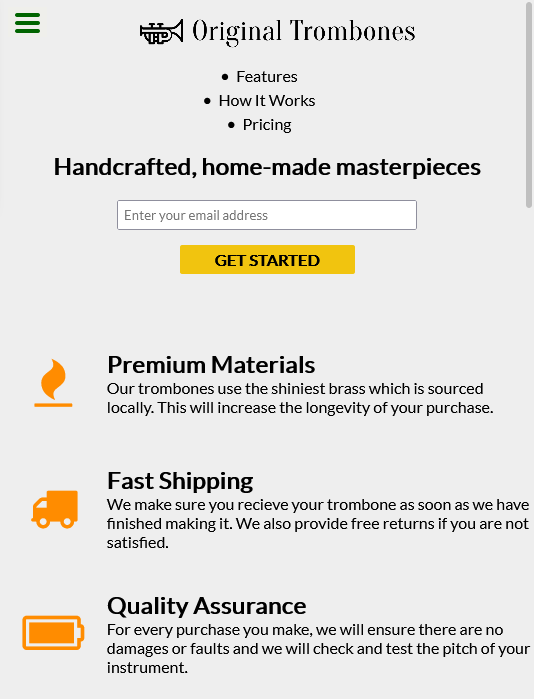 Original Trombones
• Features
• How It Works
• Pricing
Handcrafted, home-made masterpieces
Enter your email address
GET STARTED
Premium Materials
Our trombones use the shiniest brass which is sourced
locally. This will increase the longevity of your purchase.
Fast Shipping
We make sure you recieve your trombone as soon as we have
finished making it. We also provide free returns if you are not
satisfied.
Quality Assurance
For every purchase you make, we will ensure there are no
damages or faults and we will check and test the pitch of your
instrument.